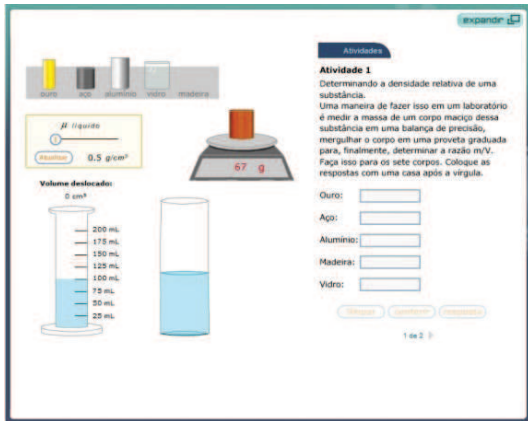 expandir
Atividades
ouro aço alumínio vidro madeira
Atividade 1
Determinando a densidade relativa de uma
substância.
Uma maneira de fazer isso em um laboratório
é medir a massa de um corpo maciço dessa
substância em uma balança de precisão,
mergulhar o corpo em uma proveta graduada
para, finalmente, determinar a razão m/V.
Faça isso para os sete corpos. Coloque as
respostas com uma casa após a vírgula.
μ líquido
0.5 g/cm³
67 g
Volume deslocado:
0 cm³
200 mL
175 mL
150 mL
125 mL
100 mL
75 mL
50 mL
25 mL
Ouro:
Aço:
Alumínio:
Madeira:
Vidro:
1 de 2